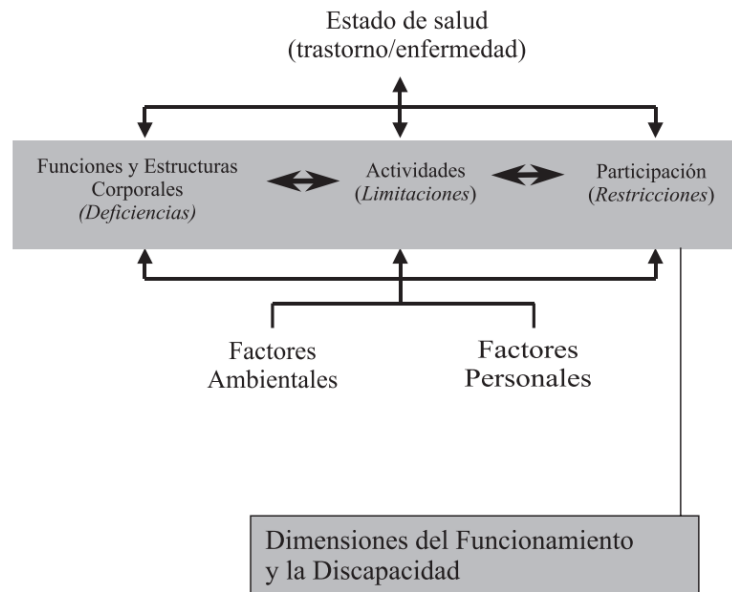 Estado de salud
(trastorno/enfermedad)
Funciones y Estructuras
Corporales
(Deficiencias)
Actividades
(Limitaciones)
Participación
(Restricciones)
Factores
Ambientales
Factores
Personales
Dimensiones del Funcionamiento
y la Discapacidad